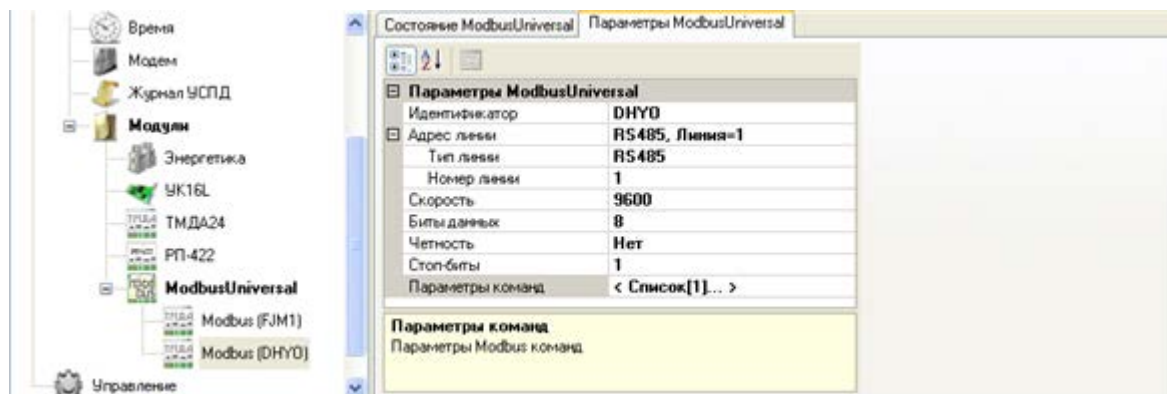 Время
Модем
Журнал УСПД
Модули
Энергетика
УК16L
ТМДА24
РП-422
ModbusUniversal
Modbus (FJM1)
Modbus (DHYO)
Управление
Состояние ModbusUniversal
Параметры ModbusUniversal
Параметры ModbusUniversal
Идентификатор DHYO
Адрес линии RS485, Линия=1
Тип линии RS485
Номер линии 1
Скорость 9600
Биты данных 8
Четность Нет
Стоп-биты 1
Параметры команд < Список[1]... >
Параметры команд
Параметры Modbus команд